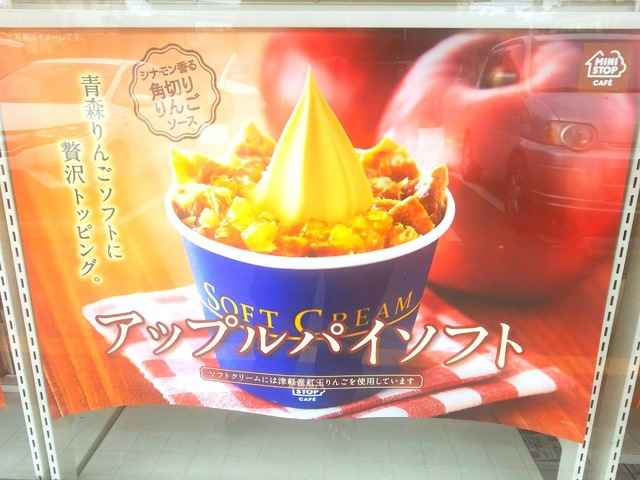 シナモン香る
角切り
りんご
ソース
青森りんごソフトに
贅沢トッピング。
MINI
STOP
CAFÉ
SOFT CREAM
アップルパイソフト
ソフトクリームには津軽産紅玉りんごを使用しています
STOP
CAFÉ